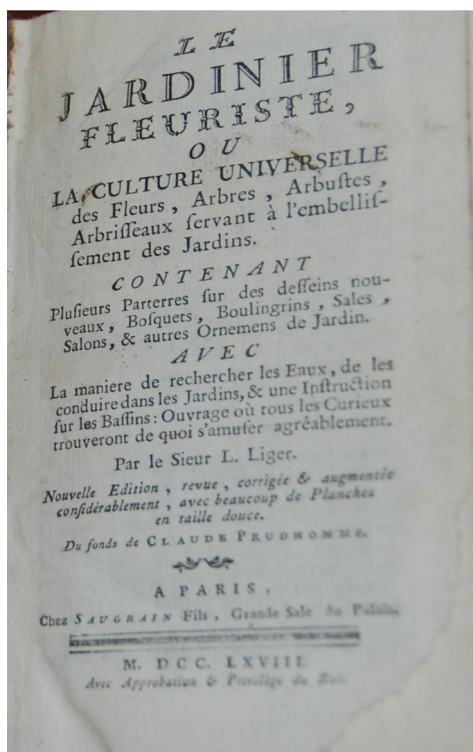 LE
JARDINIER
FLEURISTE,
OU
LA CULTURE UNIVERSELLE
des Fleurs, Arbres, Arbuſtes,
Arbriſſeaux ſervant à l'embelliſ-
ſement des Jardins.
CONTENANT
Pluſieurs Parterres ſur des deſſeins nou-
veaux, Boſquets, Boulingrins, Sales,
Salons, & autres Ornemens de Jardin.
AVEC
La maniere de rechercher les Eaux, de les
conduire dans les Jardins, & une Inſtruction
ſur les Baſſins: Ouvrage où tous les Curieux
trouveront de quoi s'amuſer agréablement.
Par le Sieur L. Liger.
Nouvelle Edition, revue, corrigée & augmentée
conſidérablement, avec beaucoup de Planches
en taille douce.
Du fonds de CLAUDE PRUDHOMME.
A PARIS,
Chez SAUGRAIN Fils, Grande Sale du Palais.
M. DCC. LXVIII.
Avec Approbation & Privilége du Roi.